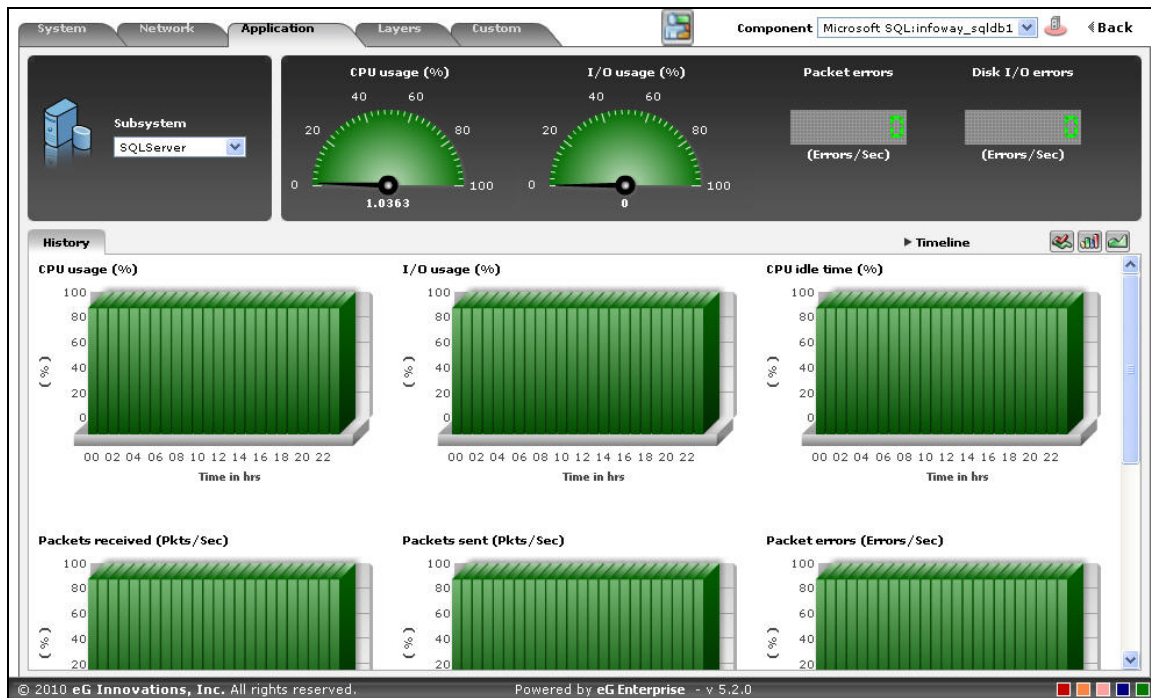 System Network Application Layers Custom Component Microsoft SQL:infoway_sqldb1 Back
Subsystem
SQLServer
CPU usage (%)
0 20 40 60 80 100
1.0363
I/O usage (%)
0 20 40 60 80 100
0
Packet errors
0
(Errors/Sec)
Disk I/O errors
0
(Errors/Sec)
History Timeline
CPU usage (%)
100
80
60
40
20
0
( % )
00 02 04 06 08 10 12 14 16 18 20 22
Time in hrs
I/O usage (%)
100
80
60
40
20
0
( % )
00 02 04 06 08 10 12 14 16 18 20 22
Time in hrs
CPU idle time (%)
100
80
60
40
20
0
( % )
00 02 04 06 08 10 12 14 16 18 20 22
Time in hrs
Packets received (Pkts/Sec)
100
80
60
40
20
( % )
Packets sent (Pkts/Sec)
100
80
60
40
20
( % )
Packet errors (Errors/Sec)
100
80
60
40
20
( % )
© 2010 eG Innovations, Inc. All rights reserved. Powered by eG Enterprise - v 5.2.0